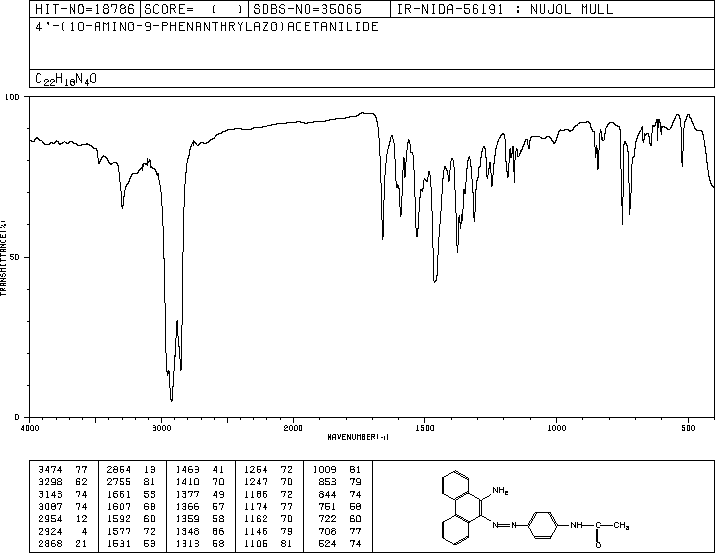 HIT-NO=18786 SCORE= ( ) SDBS-NO=35065 IR-NIDA-56191 : NUJOL MULL
4'-(10-AMINO-9-PHENANTHRYLAZO)ACETANILIDE
C22H18N4O
100
50
0
TRANSMITTANCE(%)
4000 3000 2000 1500 1000 500
WAVENUMBER(-1)
3474 77 2854 13 1463 41 1264 72 1009 81
3298 62 2755 81 1410 70 1247 70 853 79
3143 74 1661 53 1377 49 1186 72 844 74
3087 74 1607 68 1366 57 1174 77 751 58
2954 12 1592 60 1359 58 1162 70 722 60
2924 4 1577 72 1348 66 1145 79 708 77
2868 21 1531 53 1313 58 1106 81 524 74
NH2
N=N
NH
C
CH3
O